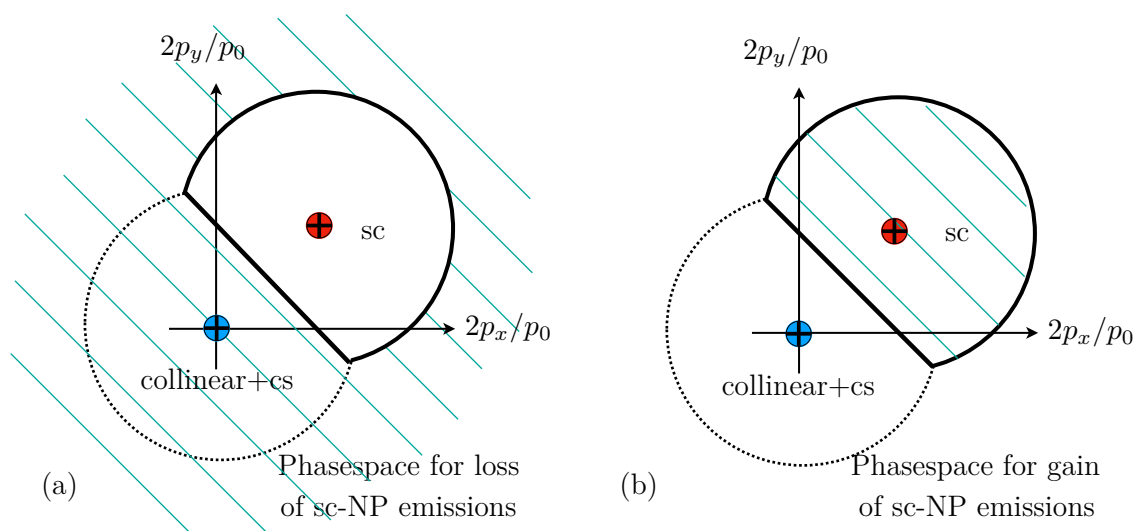 2p_y/p_0
sc
2p_x/p_0
collinear+cs
(a)
Phasespace for loss
of sc-NP emissions
2p_y/p_0
sc
2p_x/p_0
collinear+cs
(b)
Phasespace for gain
of sc-NP emissions